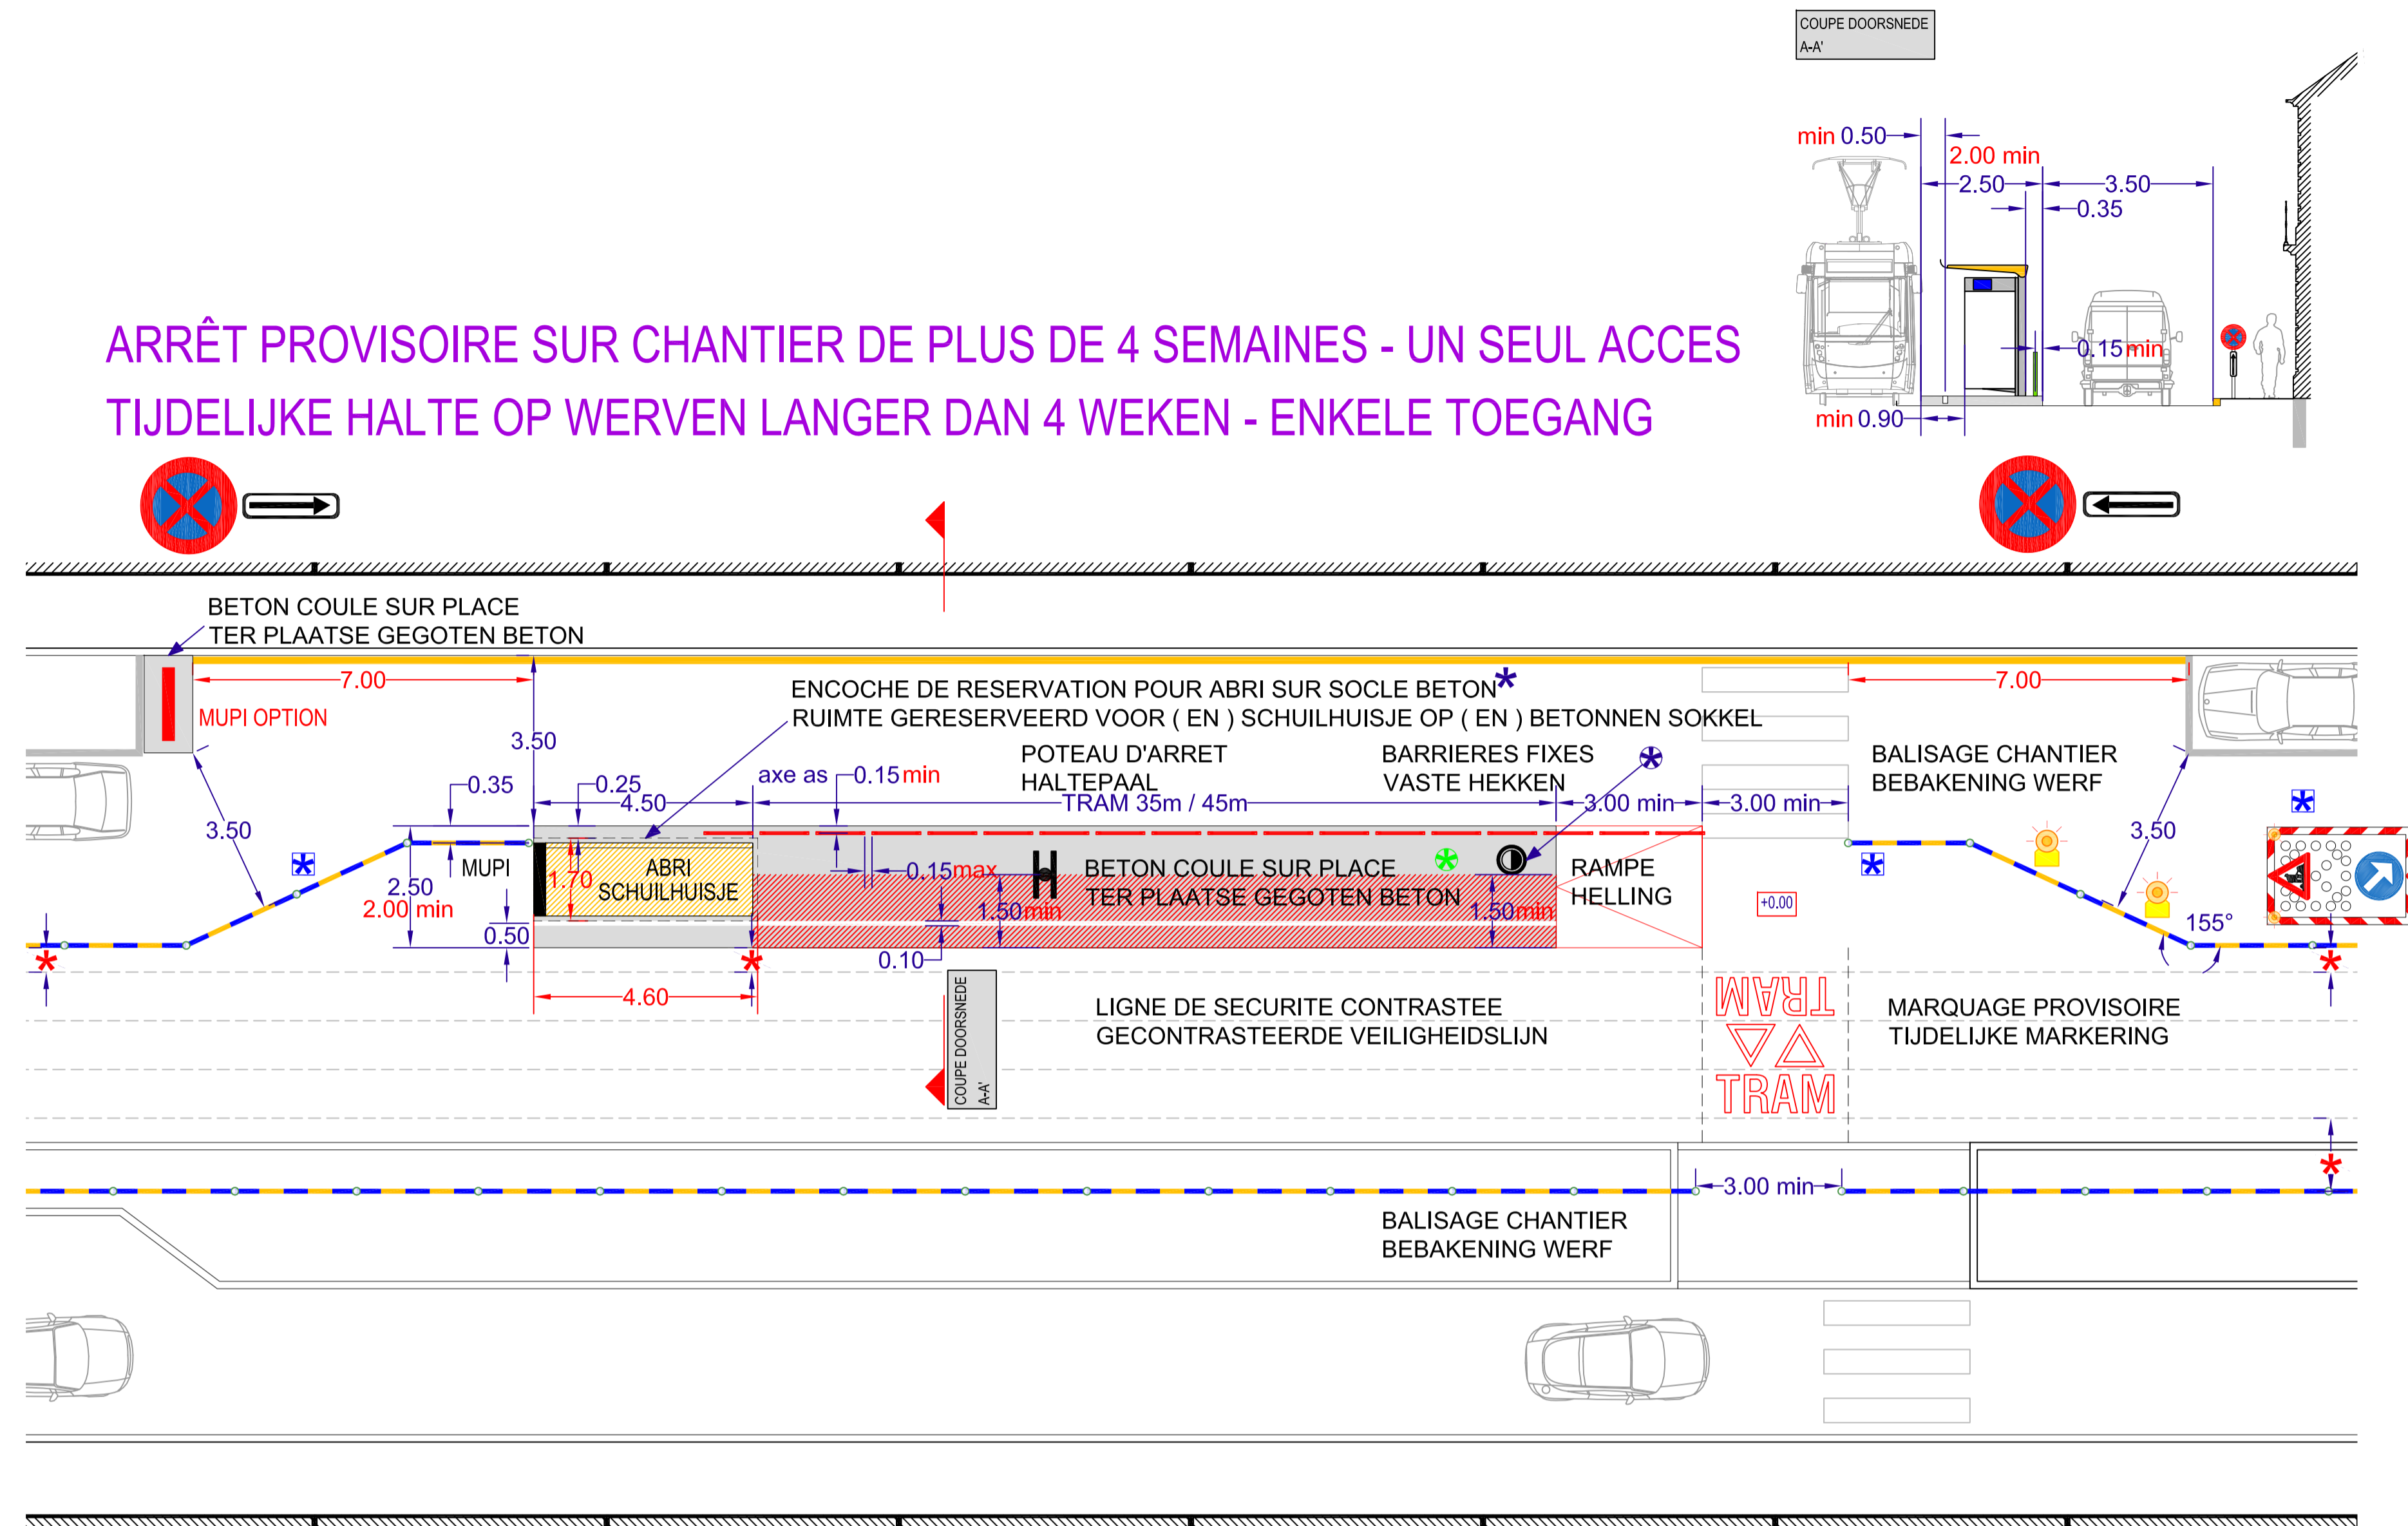 COUPE DOORSNEDE
A-A'
min 0.50
2.00 min
2.50
3.50
0.35
0.15 min
min 0.90
ARRÊT PROVISOIRE SUR CHANTIER DE PLUS DE 4 SEMAINES - UN SEUL ACCES
TIJDELIJKE HALTE OP WERVEN LANGER DAN 4 WEKEN - ENKELE TOEGANG
BETON COULE SUR PLACE
TER PLAATSE GEGOTEN BETON
7.00
MUPI OPTION
3.50
ENCOCHE DE RESERVATION POUR ABRI SUR SOCLE BETON*
RUIMTE GERESERVEERD VOOR ( EN ) SCHUILHUISJE OP ( EN ) BETONNEN SOKKEL
7.00
POTEAU D'ARRET
HALTEPAAL
BARRIERES FIXES
VASTE HEKKEN
BALISAGE CHANTIER
BEBAKENING WERF
axe as
0.15 min
0.35
0.25
4.50
TRAM 35m / 45m
3.00 min
3.00 min
3.50
3.50
MUPI
1.70
ABRI
SCHUILHUISJE
0.15 max
BETON COULE SUR PLACE
TER PLAATSE GEGOTEN BETON
RAMPE
HELLING
2.50
2.00 min
1.50 min
1.50 min
+0.00
155°
0.50
0.10
4.60
COUPE DOORSNEDE
A-A'
LIGNE DE SECURITE CONTRASTEE
GECONTRASTEERDE VEILIGHEIDSLIJN
TRAM
TRAM
MARQUAGE PROVISOIRE
TIJDELIJKE MARKERING
3.00 min
BALISAGE CHANTIER
BEBAKENING WERF